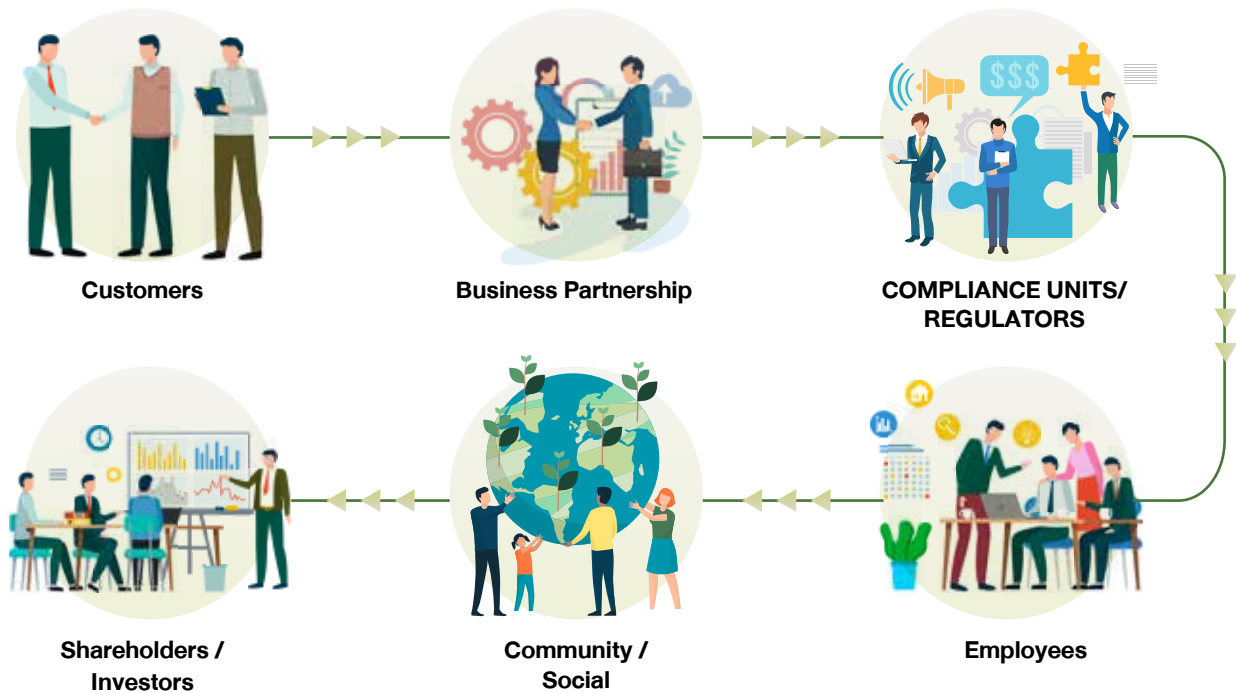 $$$
Customers
Business Partnership
COMPLIANCE UNITS/
REGULATORS
Shareholders /
Investors
Community /
Social
Employees